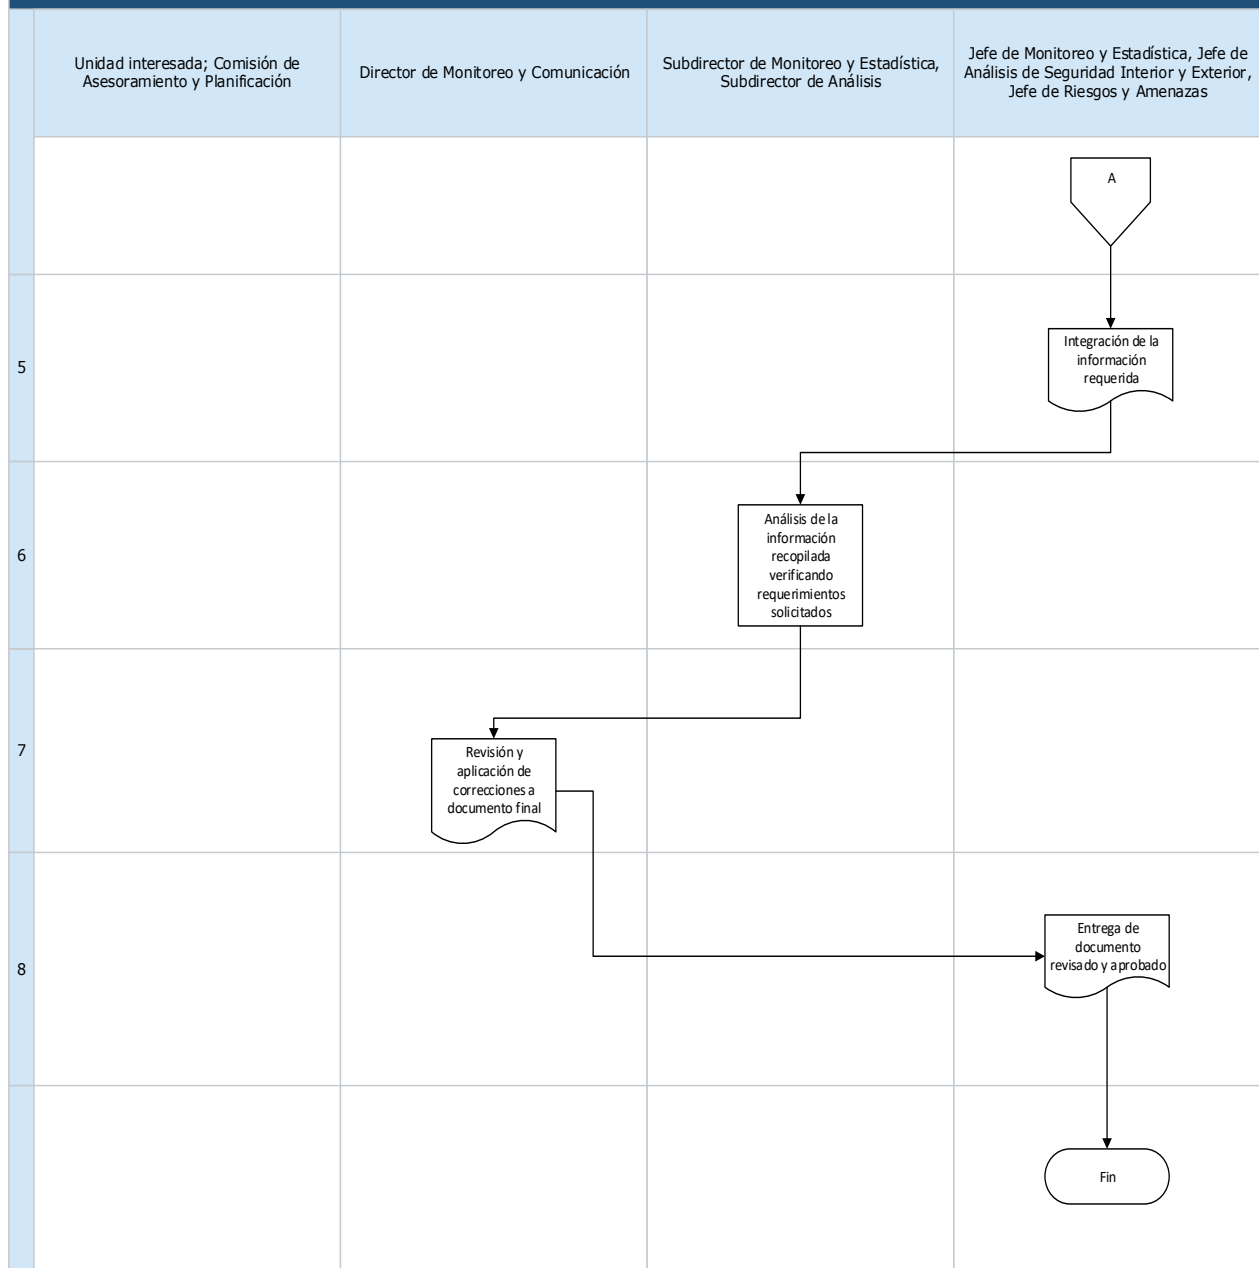 Unidad interesada; Comisión de
Asesoramiento y Planificación
Director de Monitoreo y Comunicación
Subdirector de Monitoreo y Estadística,
Subdirector de Análisis
Jefe de Monitoreo y Estadística, Jefe de
Análisis de Seguridad Interior y Exterior,
Jefe de Riesgos y Amenazas
A
5
Integración de la
información
requerida
6
Análisis de la
información
recopilada
verificando
requerimientos
solicitados
7
Revisión y
aplicación de
correcciones a
documento final
8
Entrega de
documento
revisado y aprobado
Fin